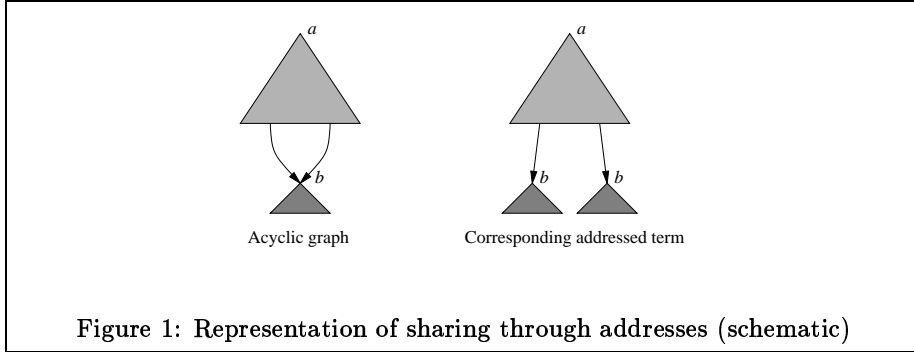 a a
b b b
Acyclic graph Corresponding addressed term
Figure 1: Representation of sharing through addresses (schematic)